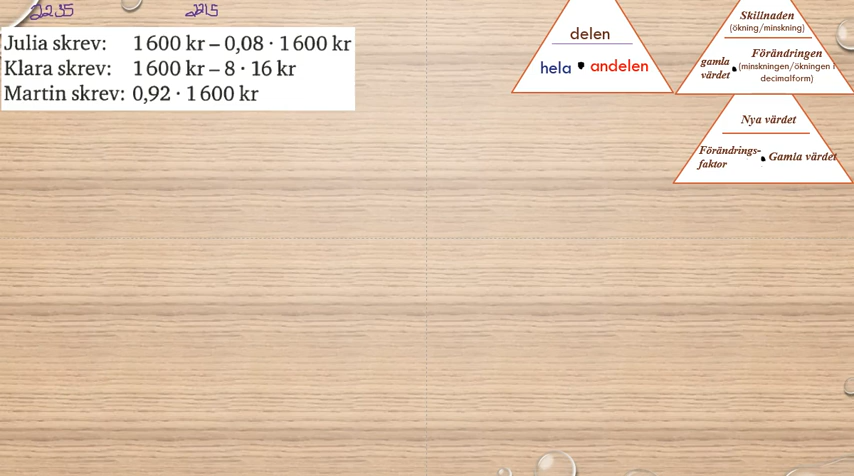 2235 2215
Julia skrev: 1 600 kr – 0,08 · 1 600 kr
Klara skrev: 1 600 kr – 8 · 16 kr
Martin skrev: 0,92 · 1 600 kr
delen
hela · andelen
Skillnaden
(ökning/minskning)
gamla värdet · Förändringen
(minskningen/ökningen i
decimalform)
Nya värdet
Förändrings-
faktor · Gamla värdet